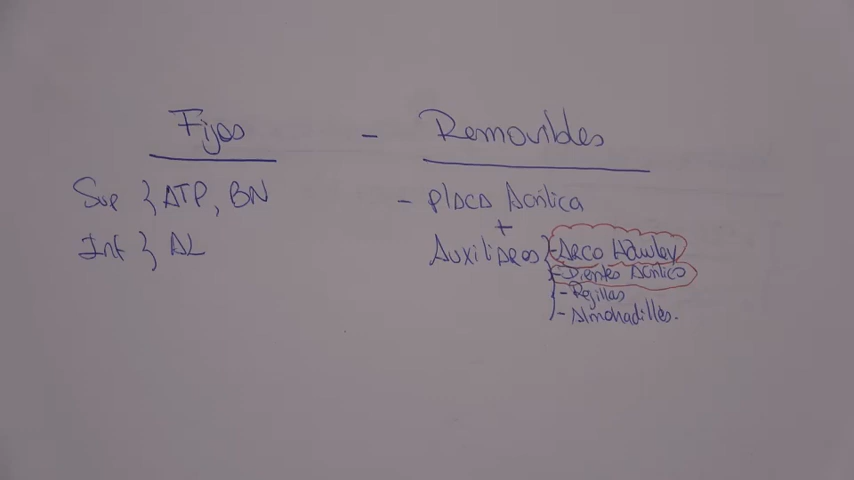 Fijos - Removibles
Sup } ATP, BN - Placa Acrílica
+
Inf } AL Auxiliares } - Arco Hawley
- Diente Acrílico
- Rejillas
- Almohadillas.